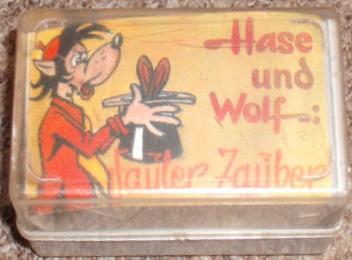 Hase
und
Wolf:
fauler Zauber